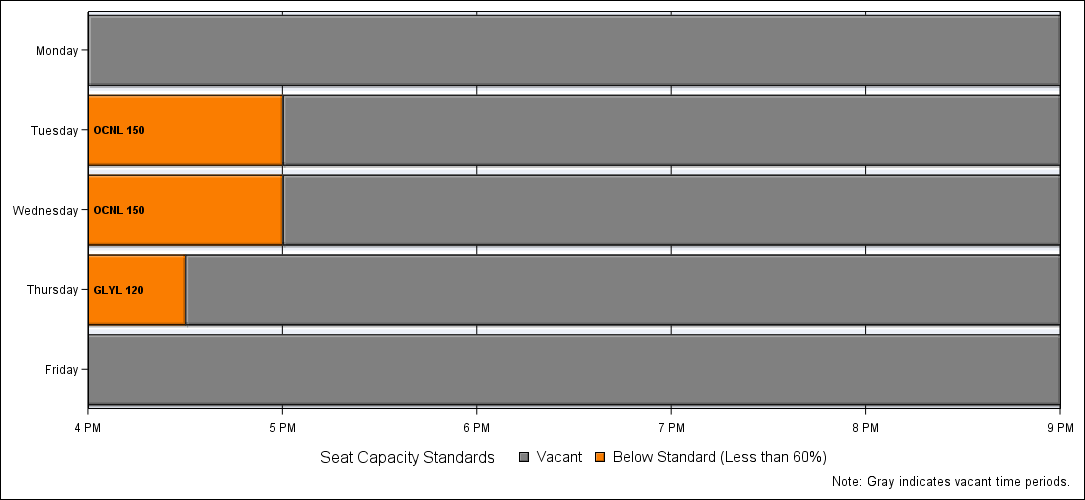 Monday
Tuesday
OCNL 150
Wednesday
OCNL 150
Thursday
GLYL 120
Friday
4 PM 5 PM 6 PM 7 PM 8 PM 9 PM
Seat Capacity Standards Vacant Below Standard (Less than 60%)
Note: Gray indicates vacant time periods.